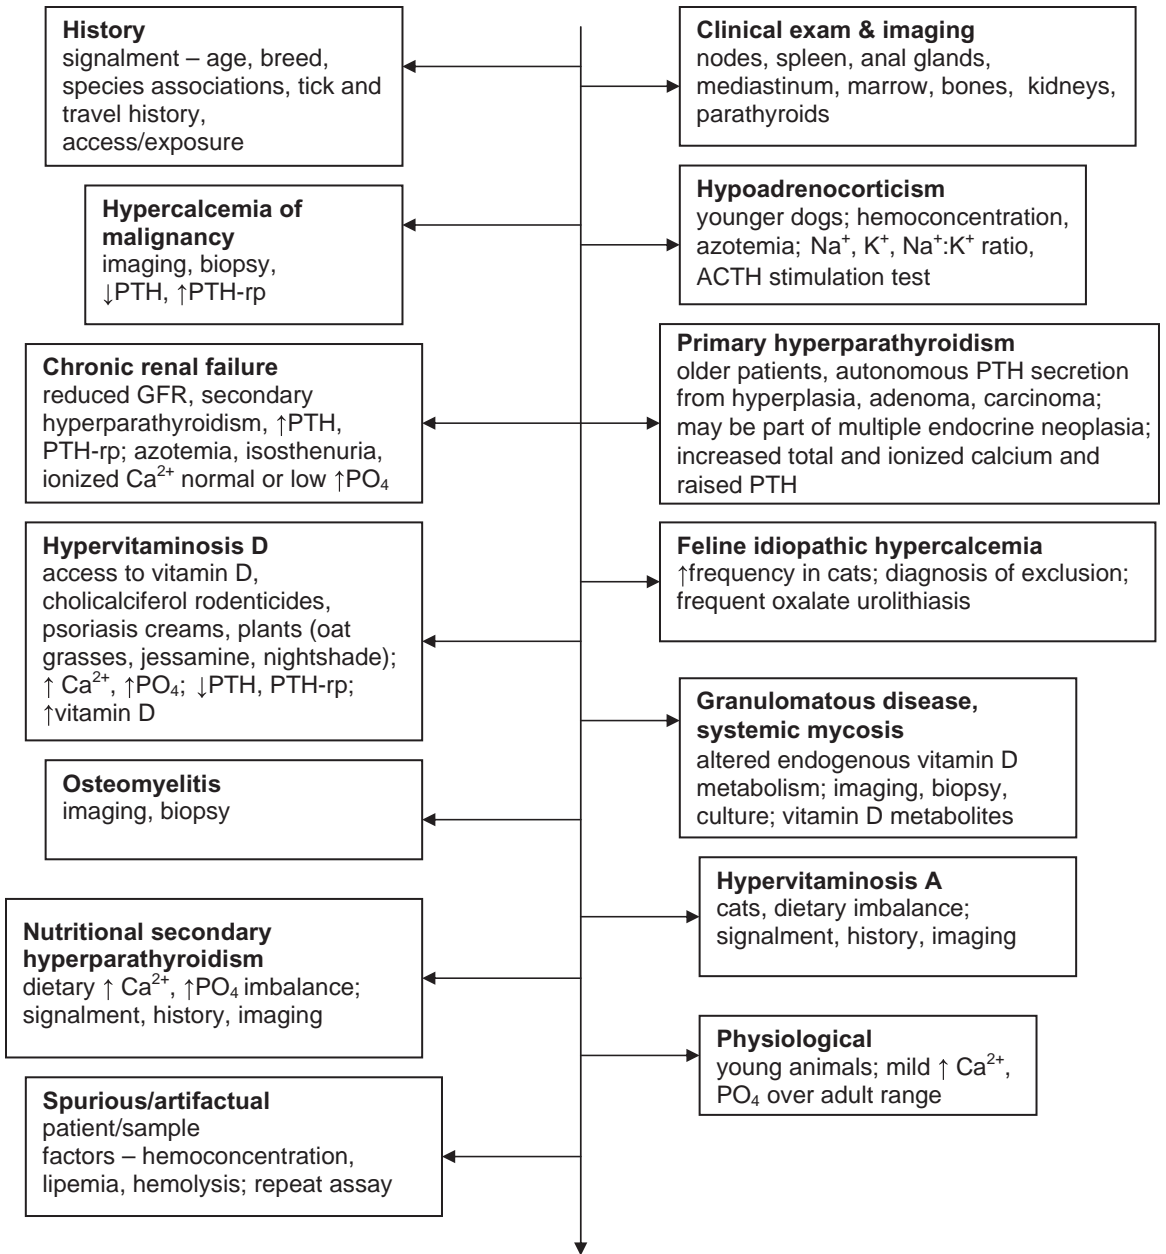 History
signalment – age, breed,
species associations, tick and
travel history,
access/exposure
Clinical exam & imaging
nodes, spleen, anal glands,
mediastinum, marrow, bones, kidneys,
parathyroids
Hypercalcemia of
malignancy
imaging, biopsy,
↓PTH, ↑PTH-rp
Hypoadrenocorticism
younger dogs; hemoconcentration,
azotemia; Na⁺, K⁺, Na⁺:K⁺ ratio,
ACTH stimulation test
Chronic renal failure
reduced GFR, secondary
hyperparathyroidism, ↑PTH,
PTH-rp; azotemia, isosthenuria,
ionized Ca²⁺ normal or low ↑PO₄
Primary hyperparathyroidism
older patients, autonomous PTH secretion
from hyperplasia, adenoma, carcinoma;
may be part of multiple endocrine neoplasia;
increased total and ionized calcium and
raised PTH
Hypervitaminosis D
access to vitamin D,
cholicalciferol rodenticides,
psoriasis creams, plants (oat
grasses, jessamine, nightshade);
↑ Ca²⁺, ↑PO₄; ↓PTH, PTH-rp;
↑vitamin D
Feline idiopathic hypercalcemia
↑frequency in cats; diagnosis of exclusion;
frequent oxalate urolithiasis
Granulomatous disease,
systemic mycosis
altered endogenous vitamin D
metabolism; imaging, biopsy,
culture; vitamin D metabolites
Osteomyelitis
imaging, biopsy
Hypervitaminosis A
cats, dietary imbalance;
signalment, history, imaging
Nutritional secondary
hyperparathyroidism
dietary ↑ Ca²⁺, ↑PO₄ imbalance;
signalment, history, imaging
Physiological
young animals; mild ↑ Ca²⁺,
PO₄ over adult range
Spurious/artifactual
patient/sample
factors – hemoconcentration,
lipemia, hemolysis; repeat assay